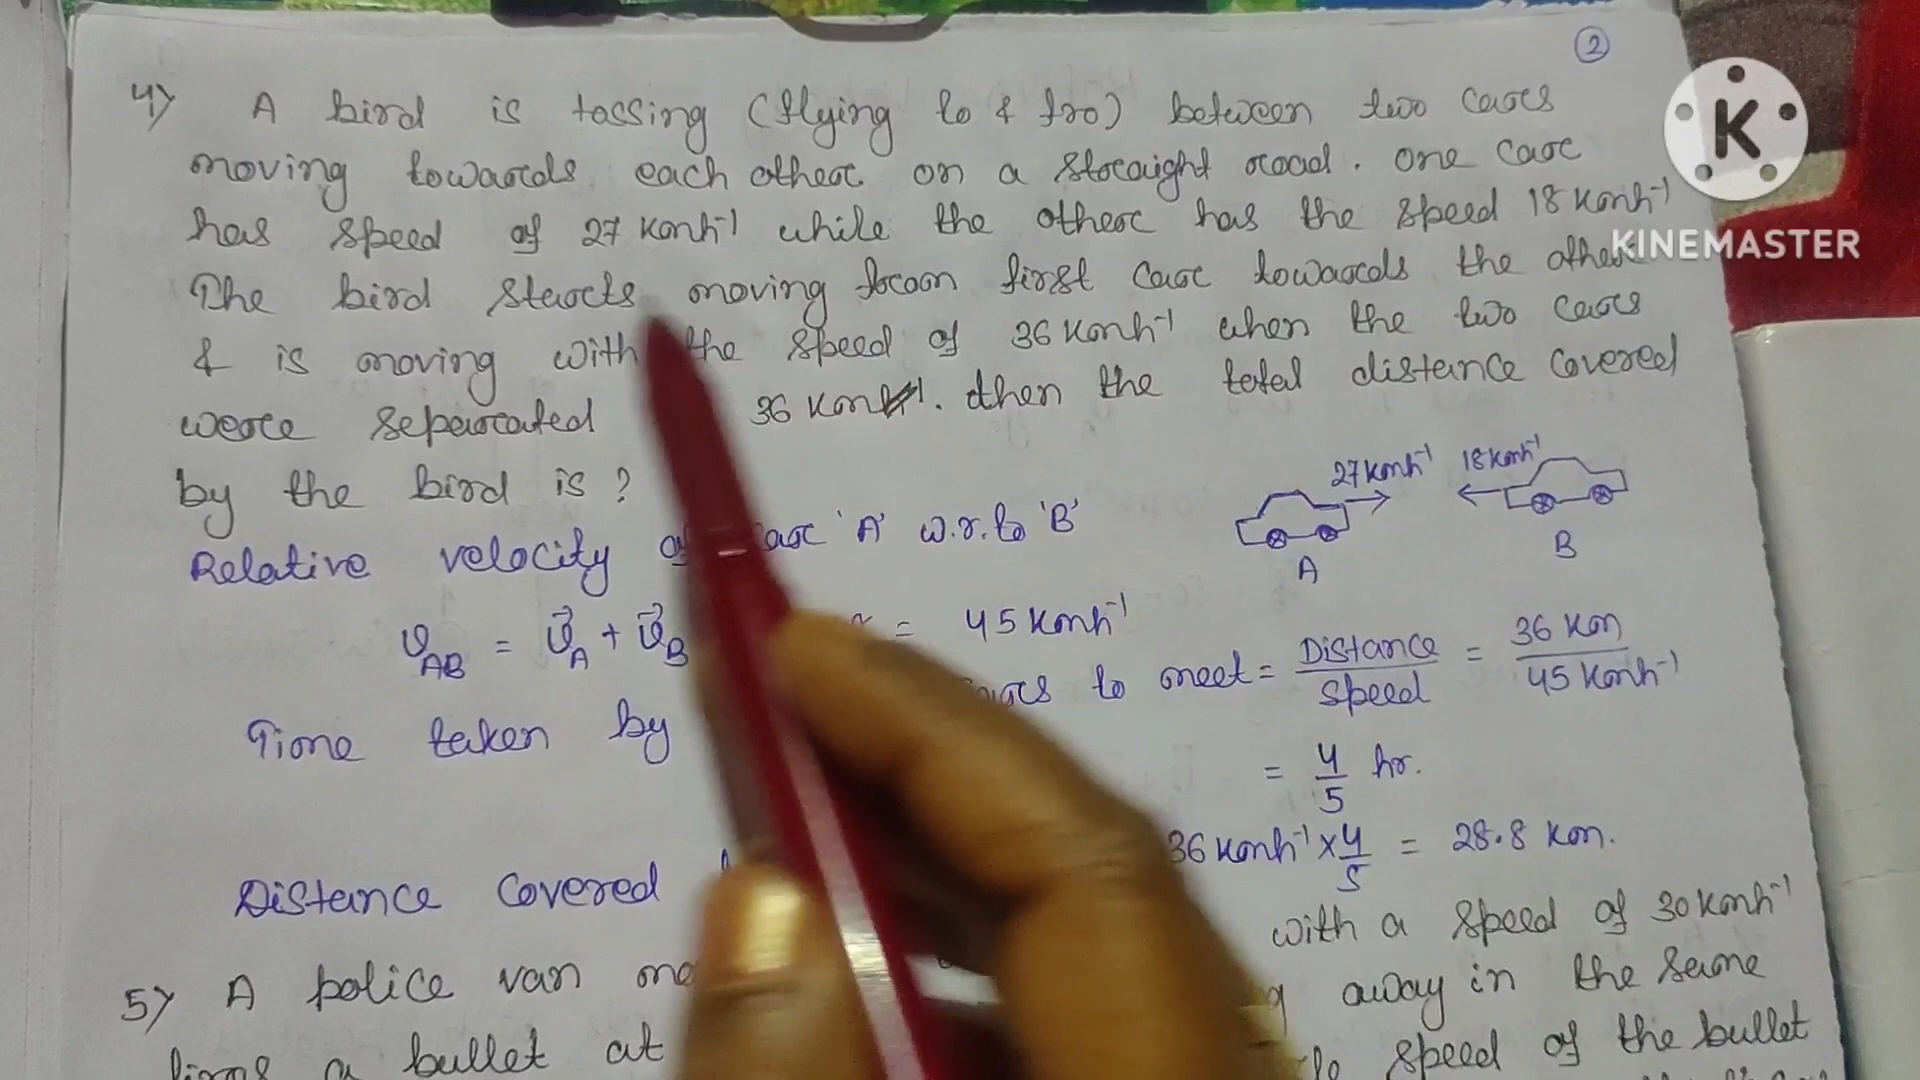 2
4) A bird is tossing (flying to & fro) between two cars
moving towards each other on a straight road. One car
has speed of 27 Kmh⁻¹ while the other has the speed 18 Kmh⁻¹
The bird starts moving from first car towards the other
& is moving with the speed of 36 Kmh⁻¹ when the two cars
were separated 36 Km. then the total distance covered
by the bird is?
27 Kmh⁻¹ 18 Kmh⁻¹
A B
Relative velocity of car 'A' w.r.to 'B'
V_AB = V⃗_A + V⃗_B = 45 Kmh⁻¹
Time taken by to meet = Distance/Speed = 36 Km/45 Kmh⁻¹
= 4/5 hr.
Distance Covered 36 Kmh⁻¹ × 4/5 = 28.8 Km.
5) A police van with a speed of 30 Kmh⁻¹
away in the same
a bullet at speed of the bullet
K
KINEMASTER